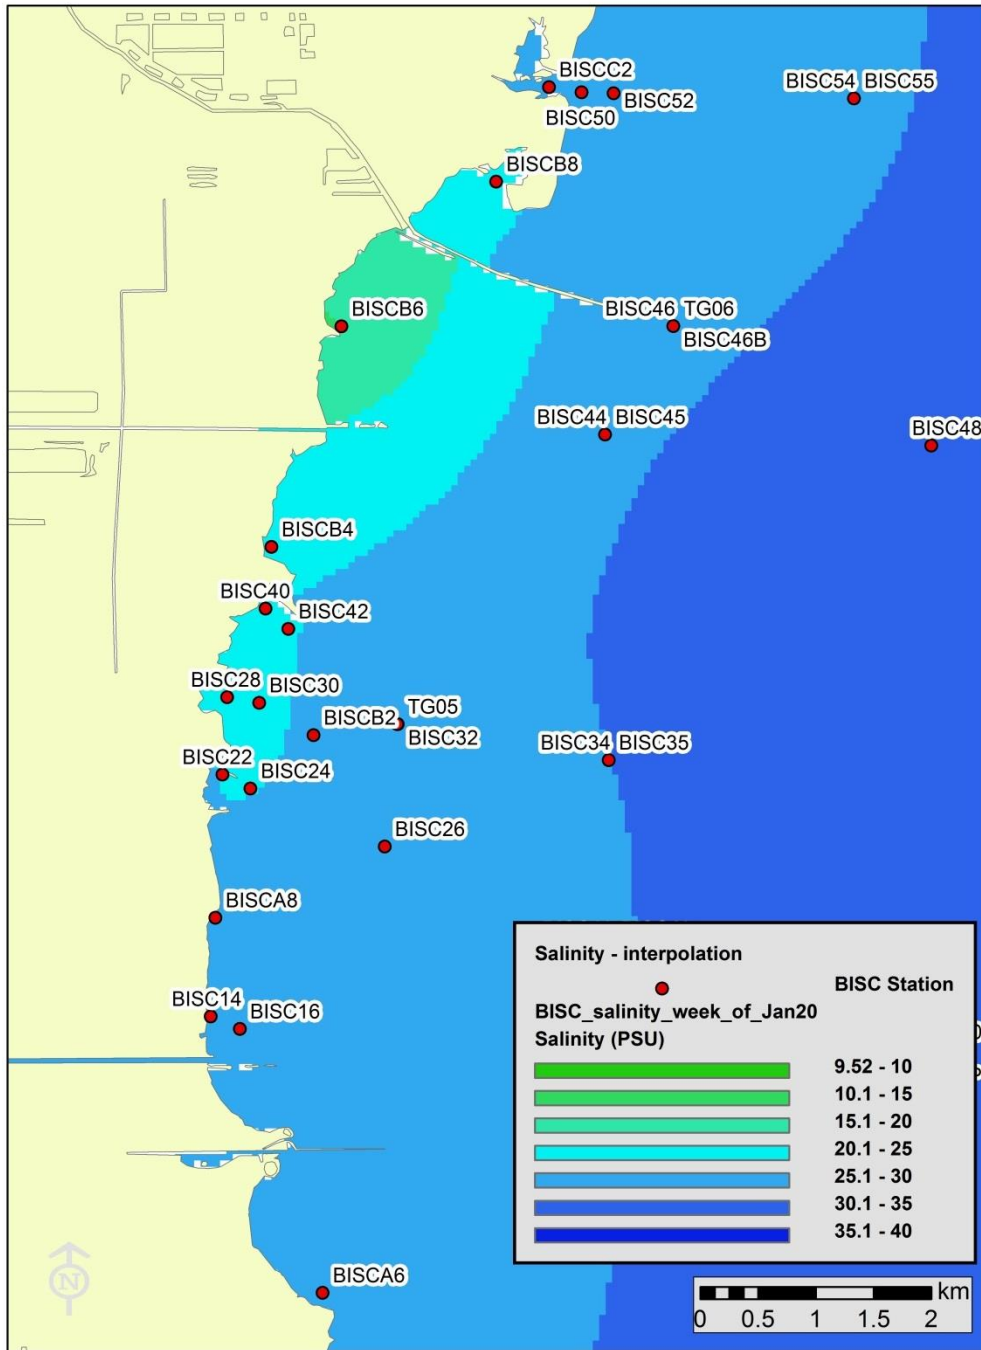 BISCC2
BISC54 BISC55
BISC52
BISC50
BISCB8
BISCB6
BISC46 TG06
BISC46B
BISC44 BISC45
BISC48
BISCB4
BISC40
BISC42
BISC28
BISC30
TG05
BISCB2
BISC32
BISC34 BISC35
BISC22
BISC24
BISC26
BISCA8
BISC14
BISC16
BISCA6
Salinity - interpolation
BISC Station
BISC_salinity_week_of_Jan20
Salinity (PSU)
9.52 - 10
10.1 - 15
15.1 - 20
20.1 - 25
25.1 - 30
30.1 - 35
35.1 - 40
N
km
0 0.5 1 1.5 2